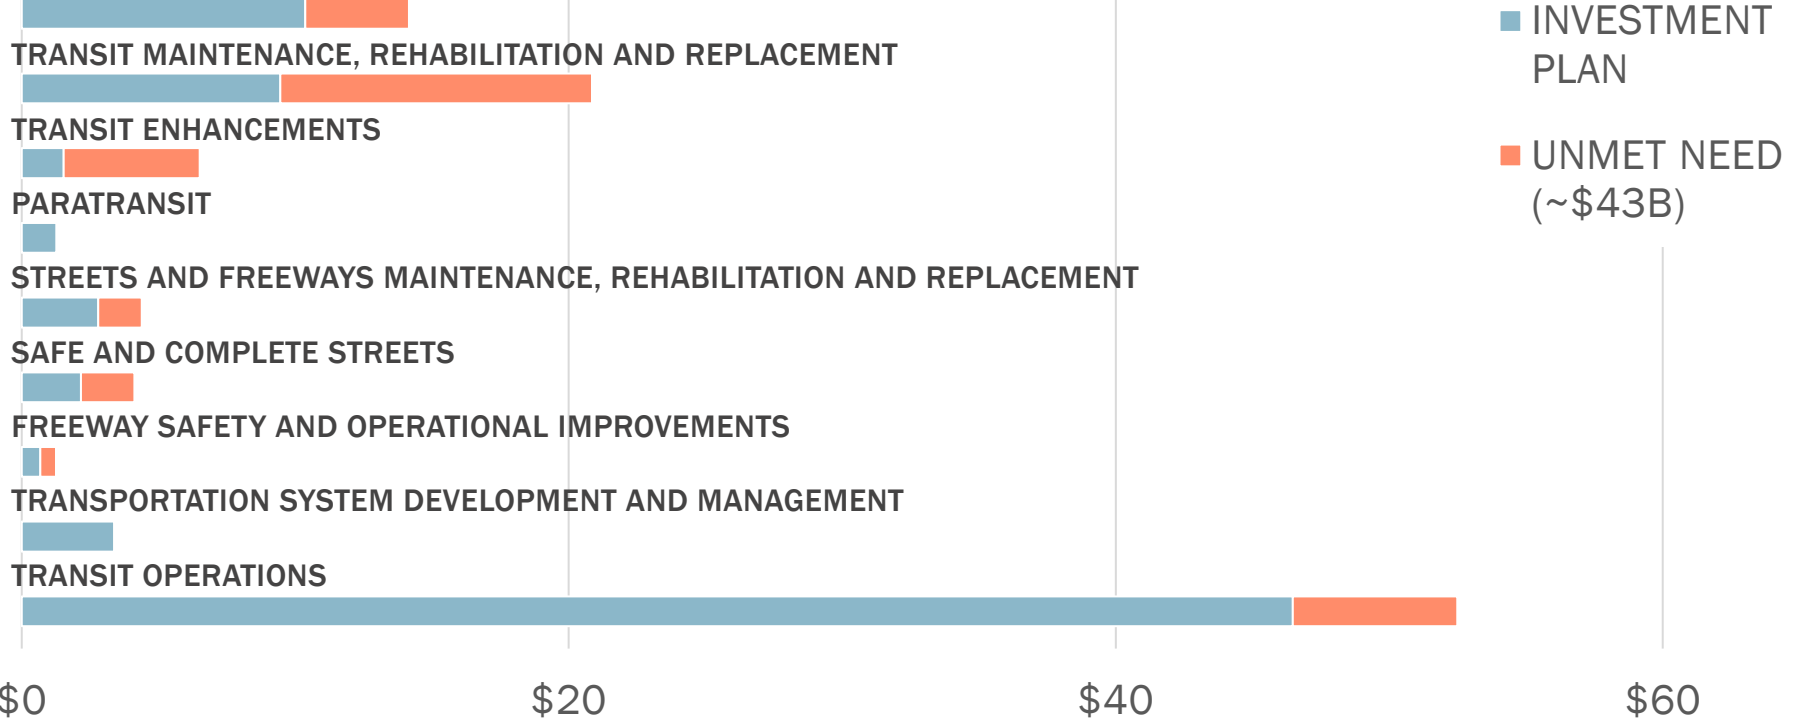 INVESTMENT
PLAN
UNMET NEED
(~$43B)
TRANSIT MAINTENANCE, REHABILITATION AND REPLACEMENT
TRANSIT ENHANCEMENTS
PARATRANSIT
STREETS AND FREEWAYS MAINTENANCE, REHABILITATION AND REPLACEMENT
SAFE AND COMPLETE STREETS
FREEWAY SAFETY AND OPERATIONAL IMPROVEMENTS
TRANSPORTATION SYSTEM DEVELOPMENT AND MANAGEMENT
TRANSIT OPERATIONS
$0 $20 $40 $60